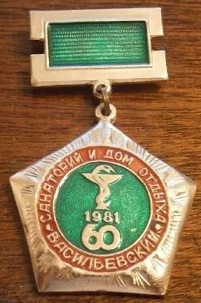 САНАТОРИЙ И ДОМ ОТДЫХА
• ВАСИЛЬЕВСКИЙ •
1981
60